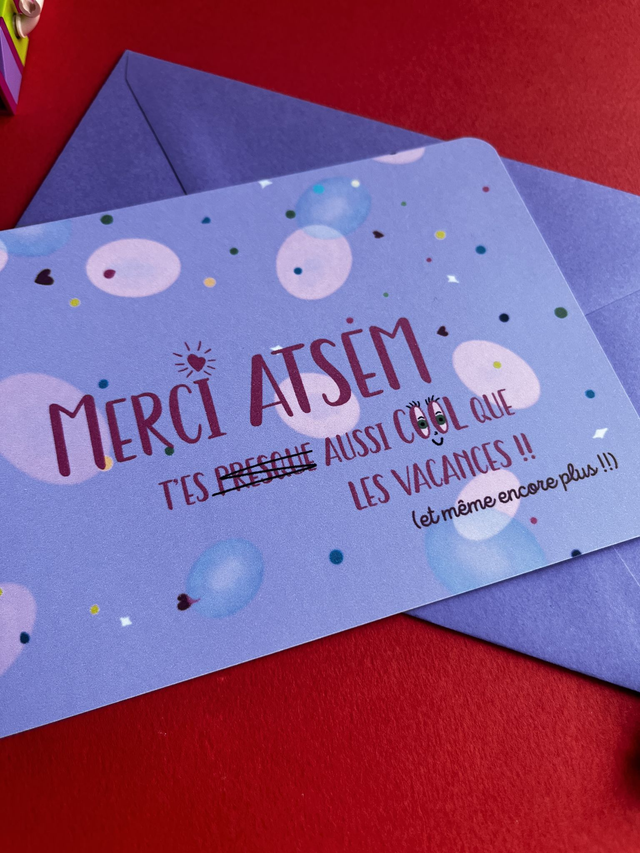 MERCI ATSEM
T'ES PRESQUE AUSSI COOL QUE
LES VACANCES !!
(et même encore plus !!)